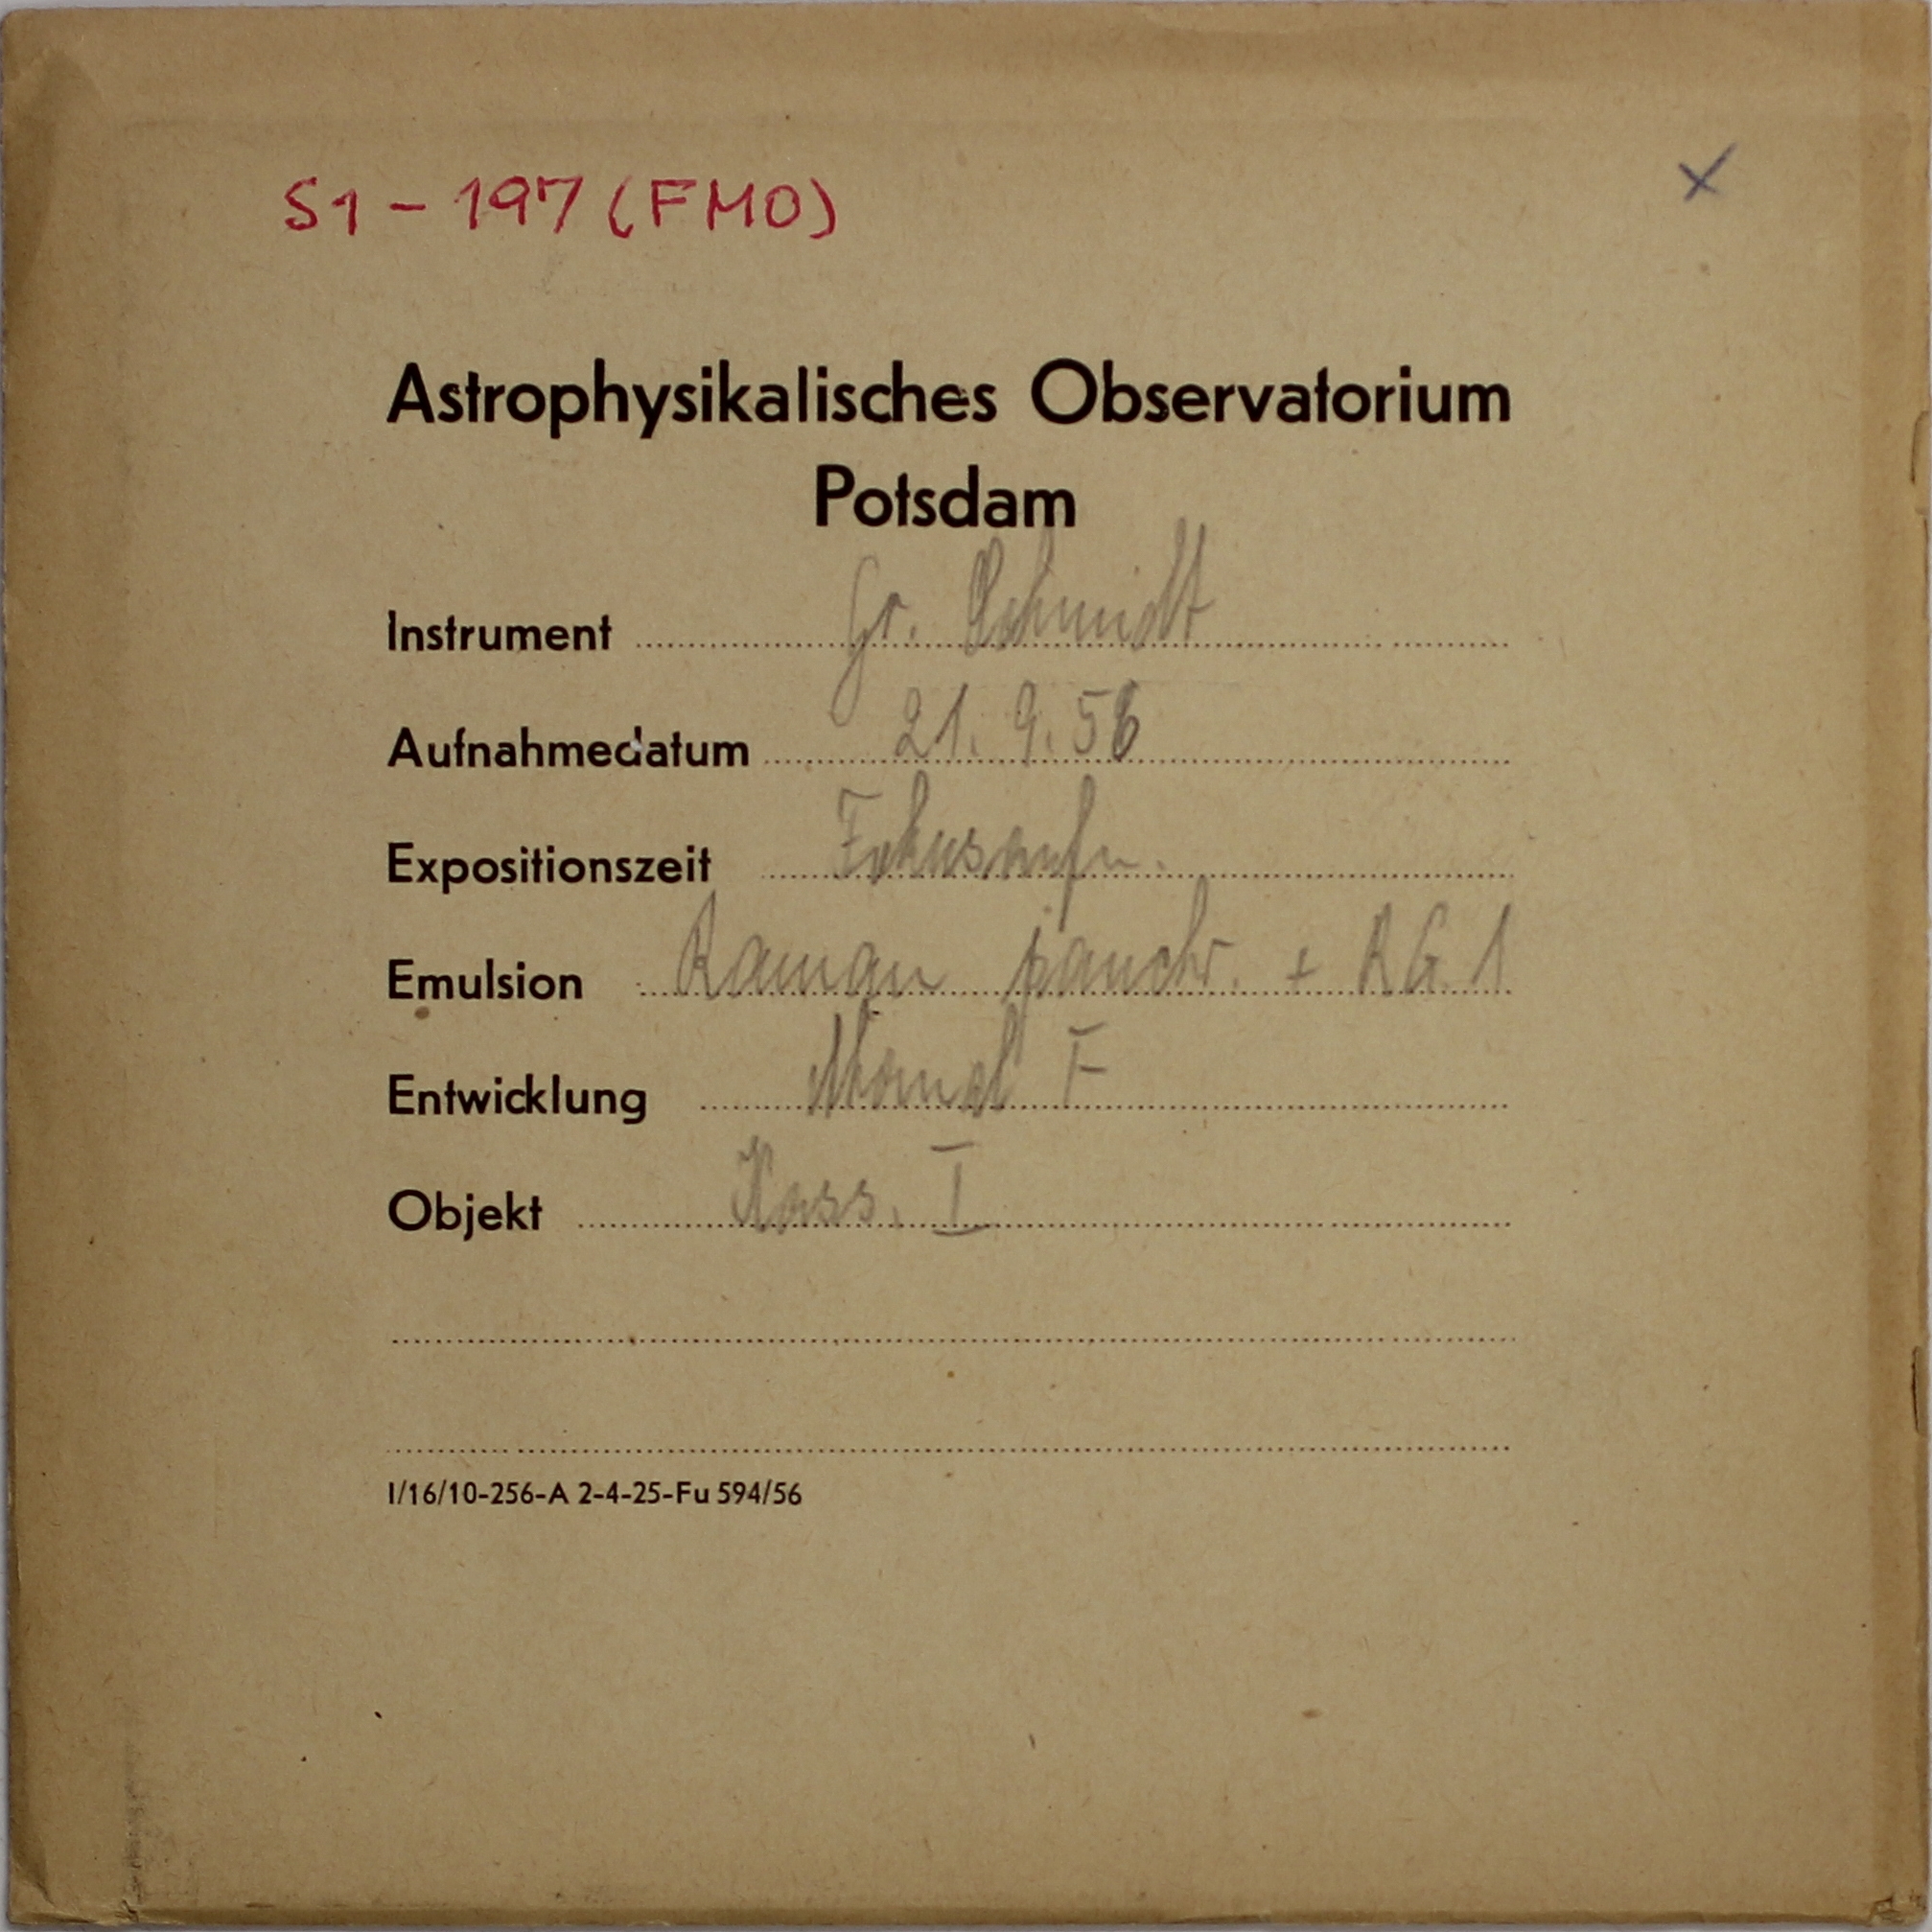 S1 - 197 (FMO)
x
Astrophysikalisches Observatorium
Potsdam
Instrument Gr. Schmidt
Aufnahmedatum 21. 9. 56
Expositionszeit Fokusaufn.
Emulsion Raman panchr. + RG 1
Entwicklung F
Objekt Kass. I
I/16/10-256-A 2-4-25-Fu 594/56